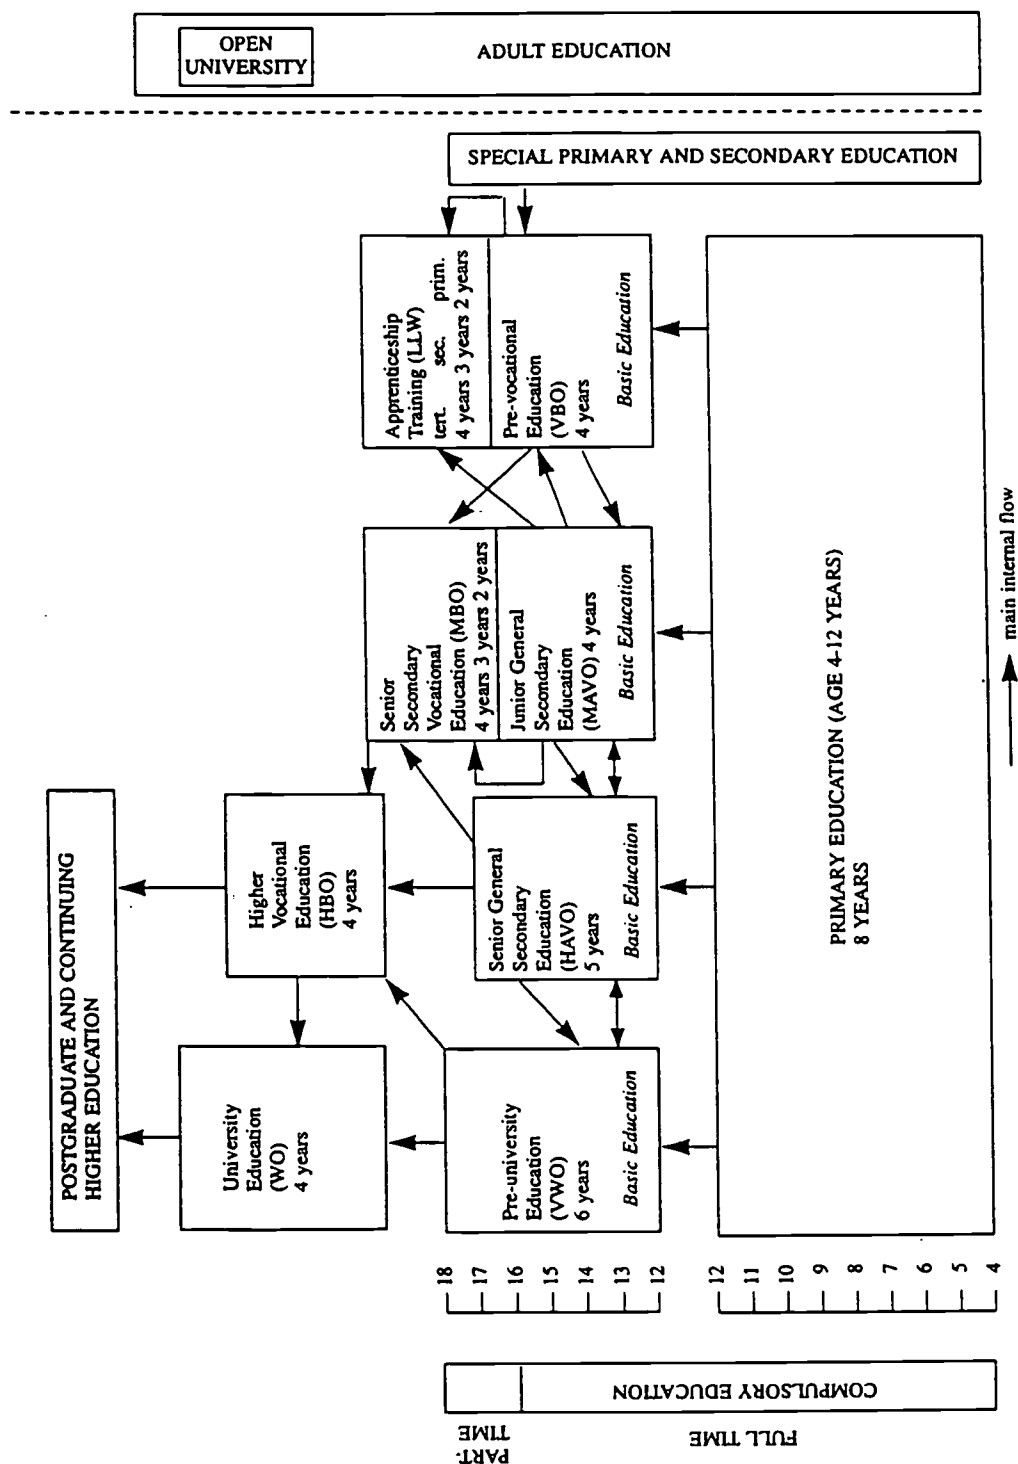 POSTGRADUATE AND CONTINUING
HIGHER EDUCATION
University
Education
(WO)
4 years
Higher
Vocational
Education
(HBO)
4 years
Pre-university
Education
(VWO)
6 years
Basic Education
Senior General
Secondary
Education
(HAVO)
5 years
Basic Education
Senior
Secondary
Vocational
Education (MBO)
4 years 3 years 2 years
Junior General
Secondary
Education
(MAVO) 4 years
Basic Education
Apprenticeship
Training (LLW)
tert. sec. prim.
4 years 3 years 2 years
Pre-vocational
Education
(VBO)
4 years
Basic Education
SPECIAL PRIMARY AND SECONDARY EDUCATION
OPEN
UNIVERSITY
ADULT EDUCATION
PRIMARY EDUCATION (AGE 4-12 YEARS)
8 YEARS
18
17
16
15
14
13
12
12
11
10
9
8
7
6
5
4
PART-
TIME
FULL TIME
COMPULSORY EDUCATION
main internal flow